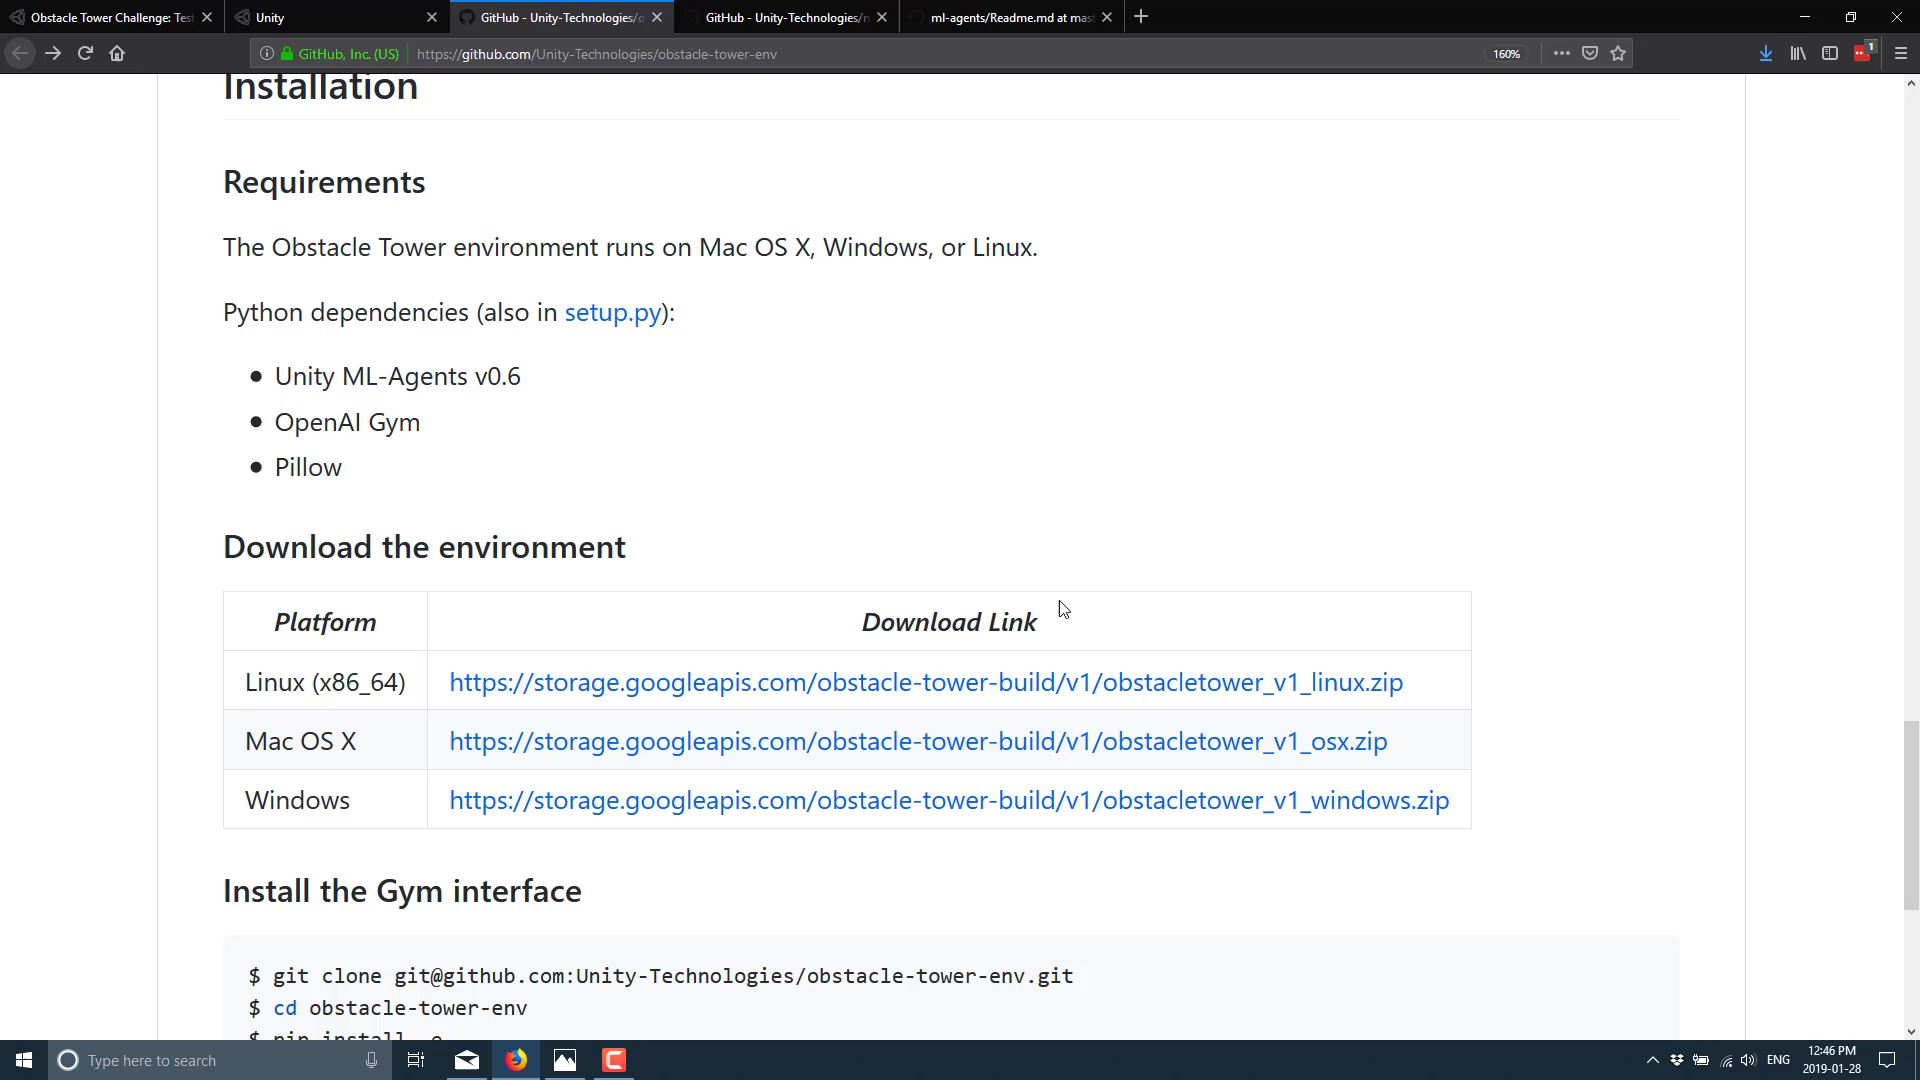 Obstacle Tower Challenge: Test
Unity
GitHub - Unity-Technologies/o
GitHub - Unity-Technologies/
ml-agents/Readme.md at mas
GitHub, Inc. (US)
https://github.com/Unity-Technologies/obstacle-tower-env
160%
1
Installation
Requirements
The Obstacle Tower environment runs on Mac OS X, Windows, or Linux.
Python dependencies (also in setup.py):
Unity ML-Agents v0.6
OpenAI Gym
Pillow
Download the environment
Platform Download Link
Linux (x86_64) https://storage.googleapis.com/obstacle-tower-build/v1/obstacletower_v1_linux.zip
Mac OS X https://storage.googleapis.com/obstacle-tower-build/v1/obstacletower_v1_osx.zip
Windows https://storage.googleapis.com/obstacle-tower-build/v1/obstacletower_v1_windows.zip
Install the Gym interface
$ git clone git@github.com:Unity-Technologies/obstacle-tower-env.git
$ cd obstacle-tower-env
$ pip install -e
Type here to search
ENG
12:46 PM
2019-01-28